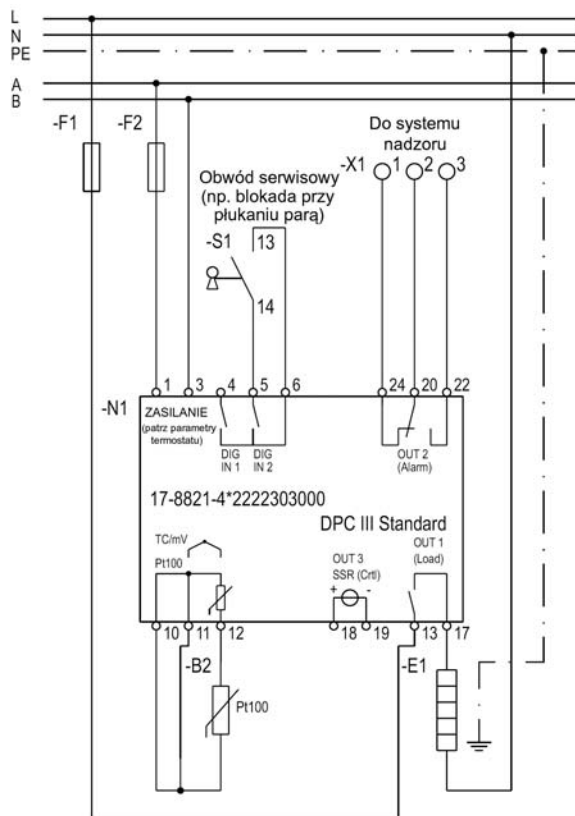 L
N
PE
A
B
-F1
-F2
Do systemu
nadzoru
-X1 1 2 3
Obwód serwisowy
(np. blokada przy
płukaniu parą)
-S1 13
14
1 3 4 5 6 24 20 22
-N1
ZASILANIE
(patrz parametry
termostatu)
DIG
IN 1
DIG
IN 2
OUT 2
(Alarm)
17-8821-4*2222303000
DPC III Standard
TC/mV
Pt100
OUT 3
SSR (Crtl)
+ -
OUT 1
(Load)
10 11 12 18 19 13 17
-B2
-E1
Pt100